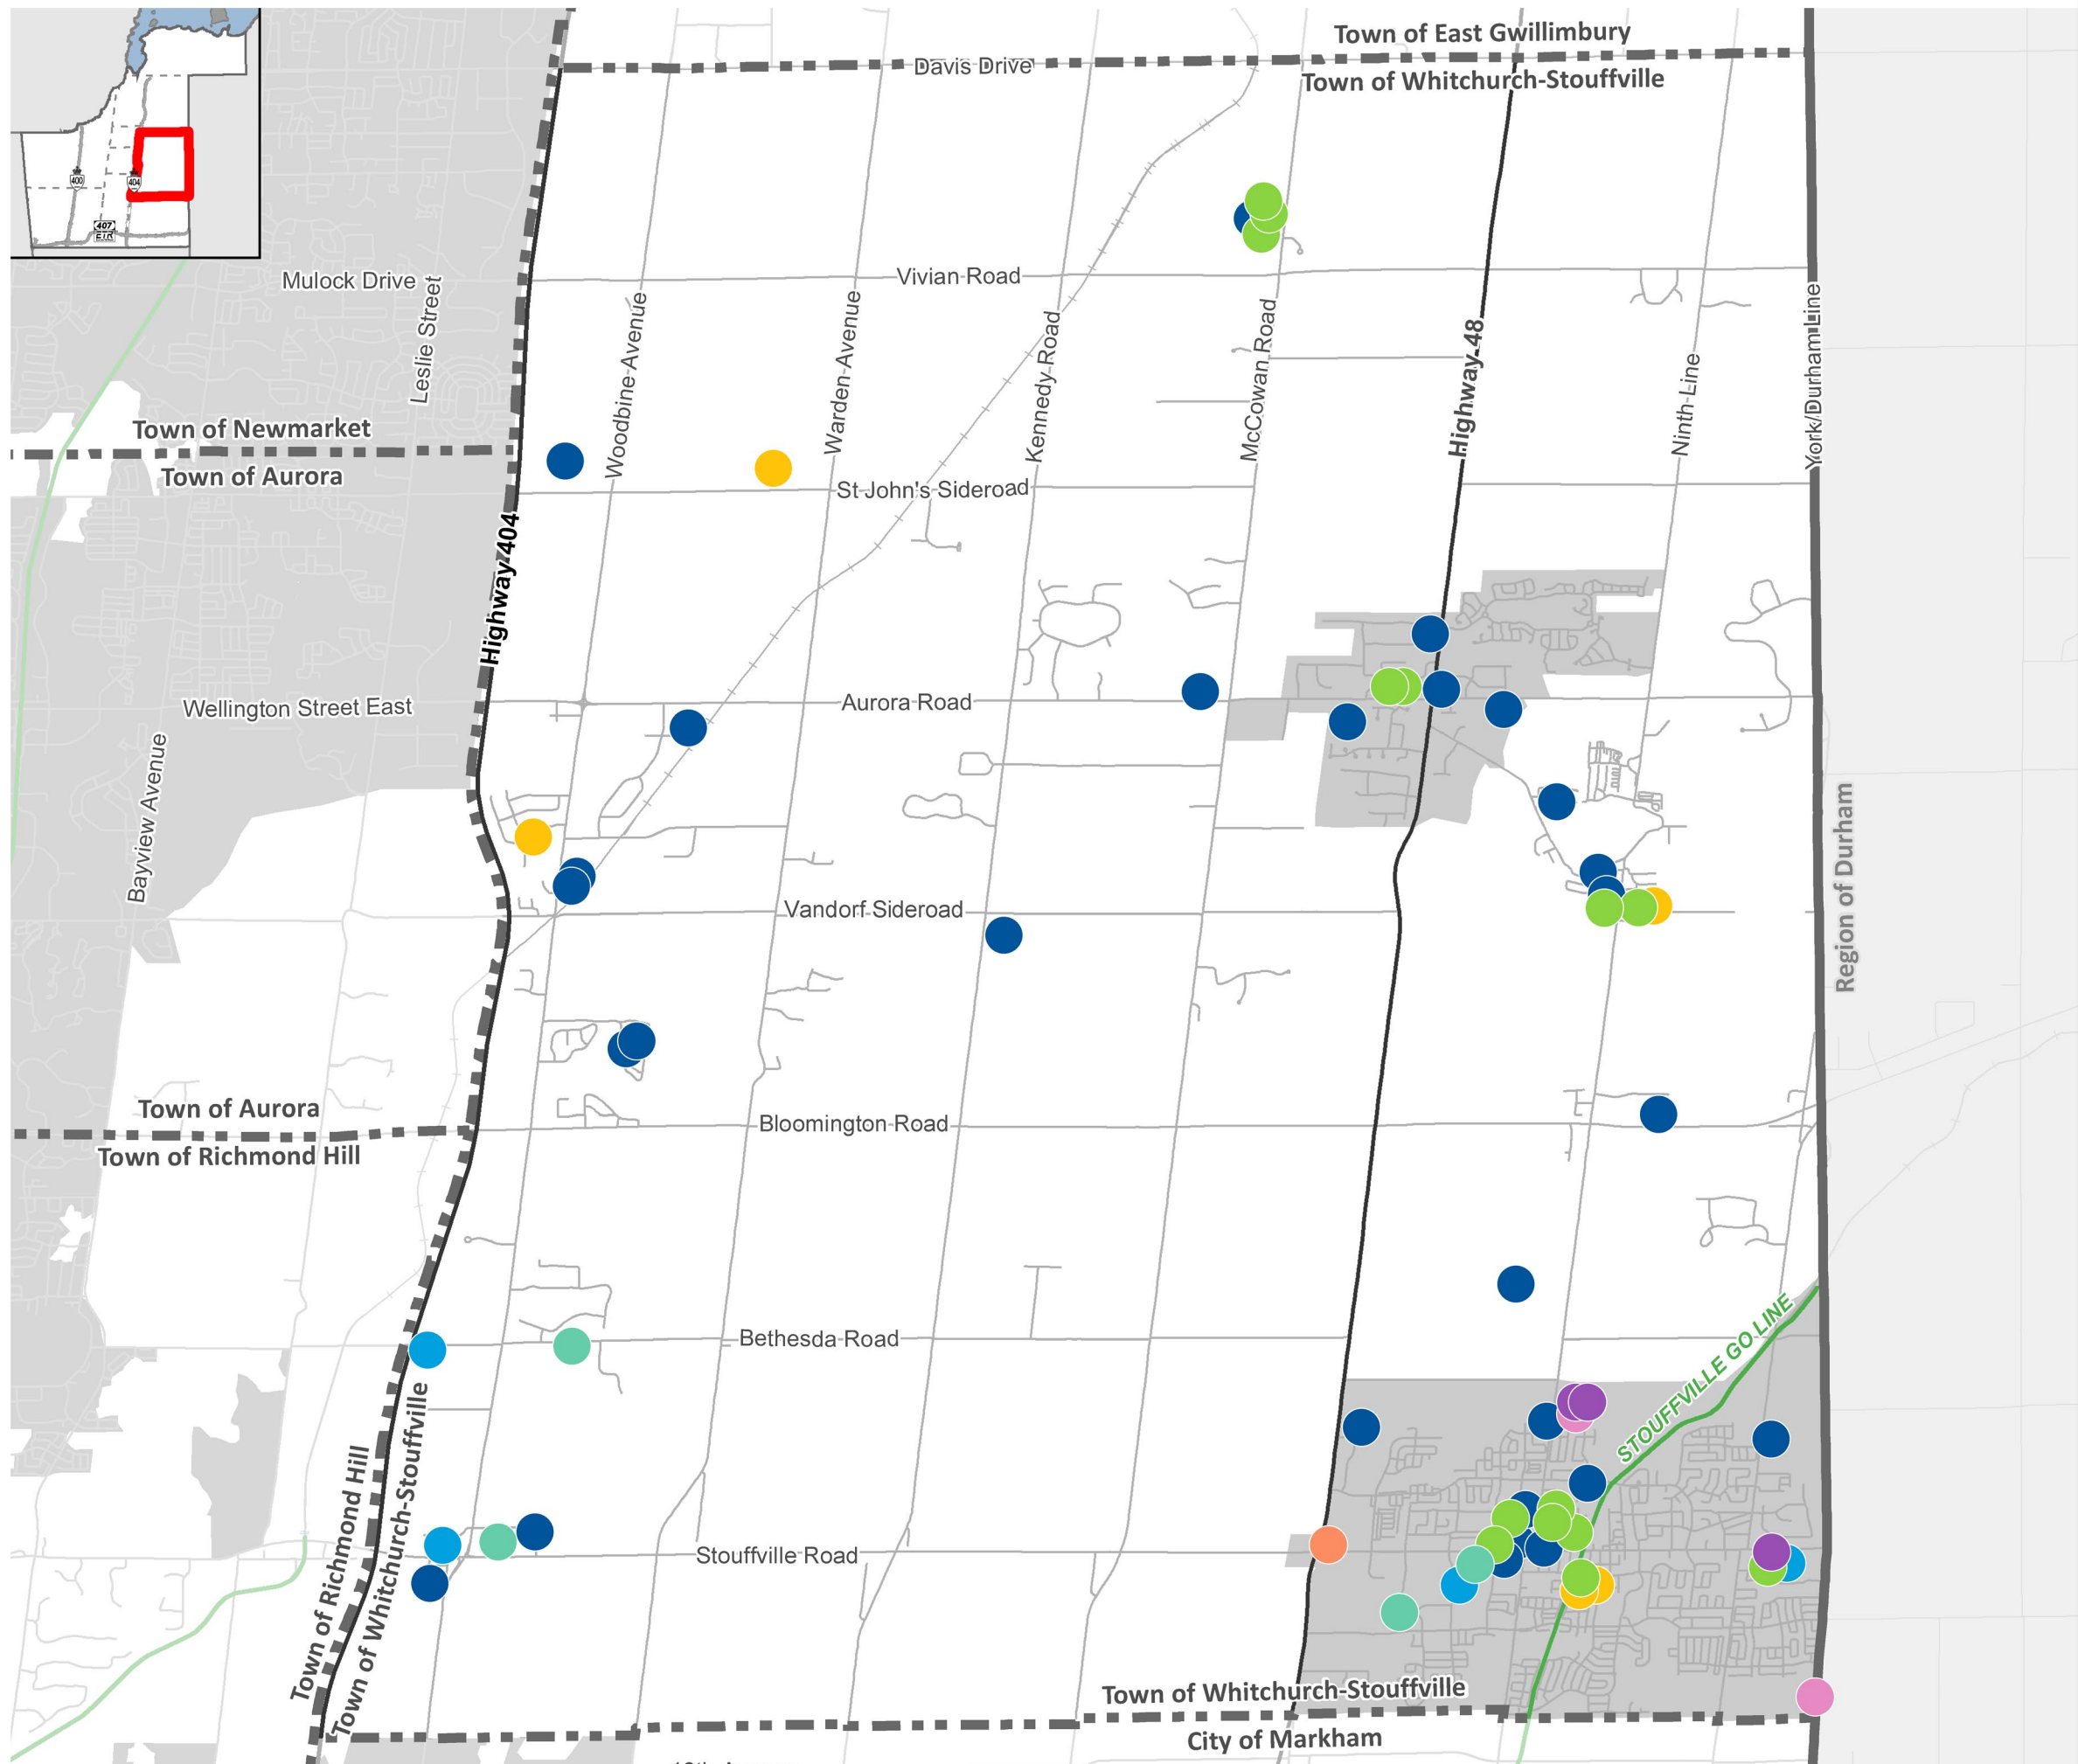 Town of East Gwillimbury
Davis Drive
Town of Whitchurch-Stouffville
400
404
407
ETR
Mulock Drive
Leslie Street
Vivian Road
Woodbine Avenue
Warden Avenue
Kennedy Road
McCowan Road
Highway 48
Ninth Line
York/Durham Line
Town of Newmarket
Town of Aurora
St John's Sideroad
Highway 404
Wellington Street East
Aurora Road
Bayview Avenue
Vandorf Sideroad
Region of Durham
Town of Aurora
Town of Richmond Hill
Bloomington Road
Bethesda Road
STOUFFVILLE GO LINE
Town of Richmond Hill
Town of Whitchurch-Stouffville
Stouffville Road
Town of Whitchurch-Stouffville
City of Markham